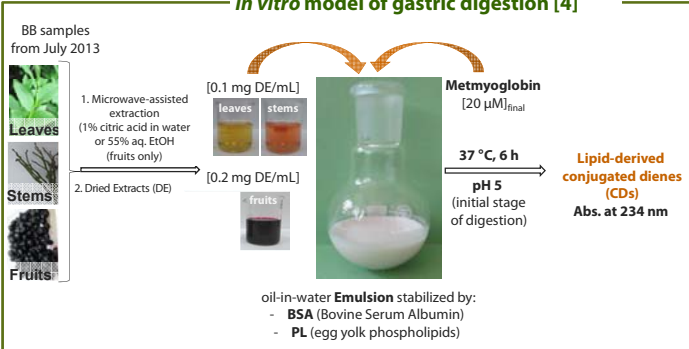 in vitro model of gastric digestion [4]
BB samples
from July 2013
Leaves
Stems
Fruits
1. Microwave-assisted
extraction
(1% citric acid in water
or 55% aq. EtOH
(fruits only)
2. Dried Extracts (DE)
[0.1 mg DE/mL]
leaves
stems
[0.2 mg DE/mL]
fruits
Metmyoglobin
[20 µM]final
37 °C, 6 h
pH 5
(initial stage
of digestion)
Lipid-derived
conjugated dienes
(CDs)
Abs. at 234 nm
oil-in-water Emulsion stabilized by:
- BSA (Bovine Serum Albumin)
- PL (egg yolk phospholipids)